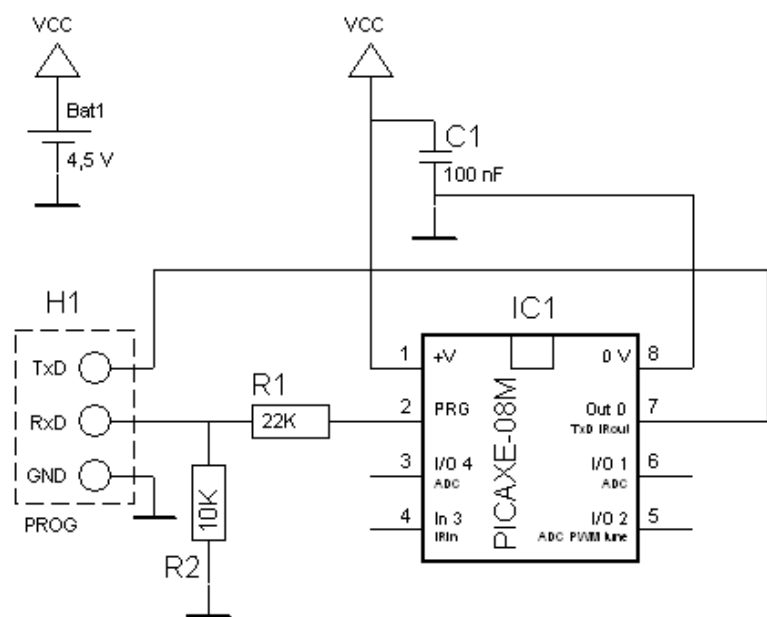 VCC
VCC
Bat1
4,5 V
C1
100 nF
H1
IC1
TxD
RxD
GND
PROG
R1
22K
10K
R2
PICAXE-08M
1 +V
0 V 8
2 PRG
Out 0 7
TxD IRout
3 I/O 4
ADC
I/O 1 6
ADC
4 In 3
IRin
I/O 2 5
ADC PWM tune